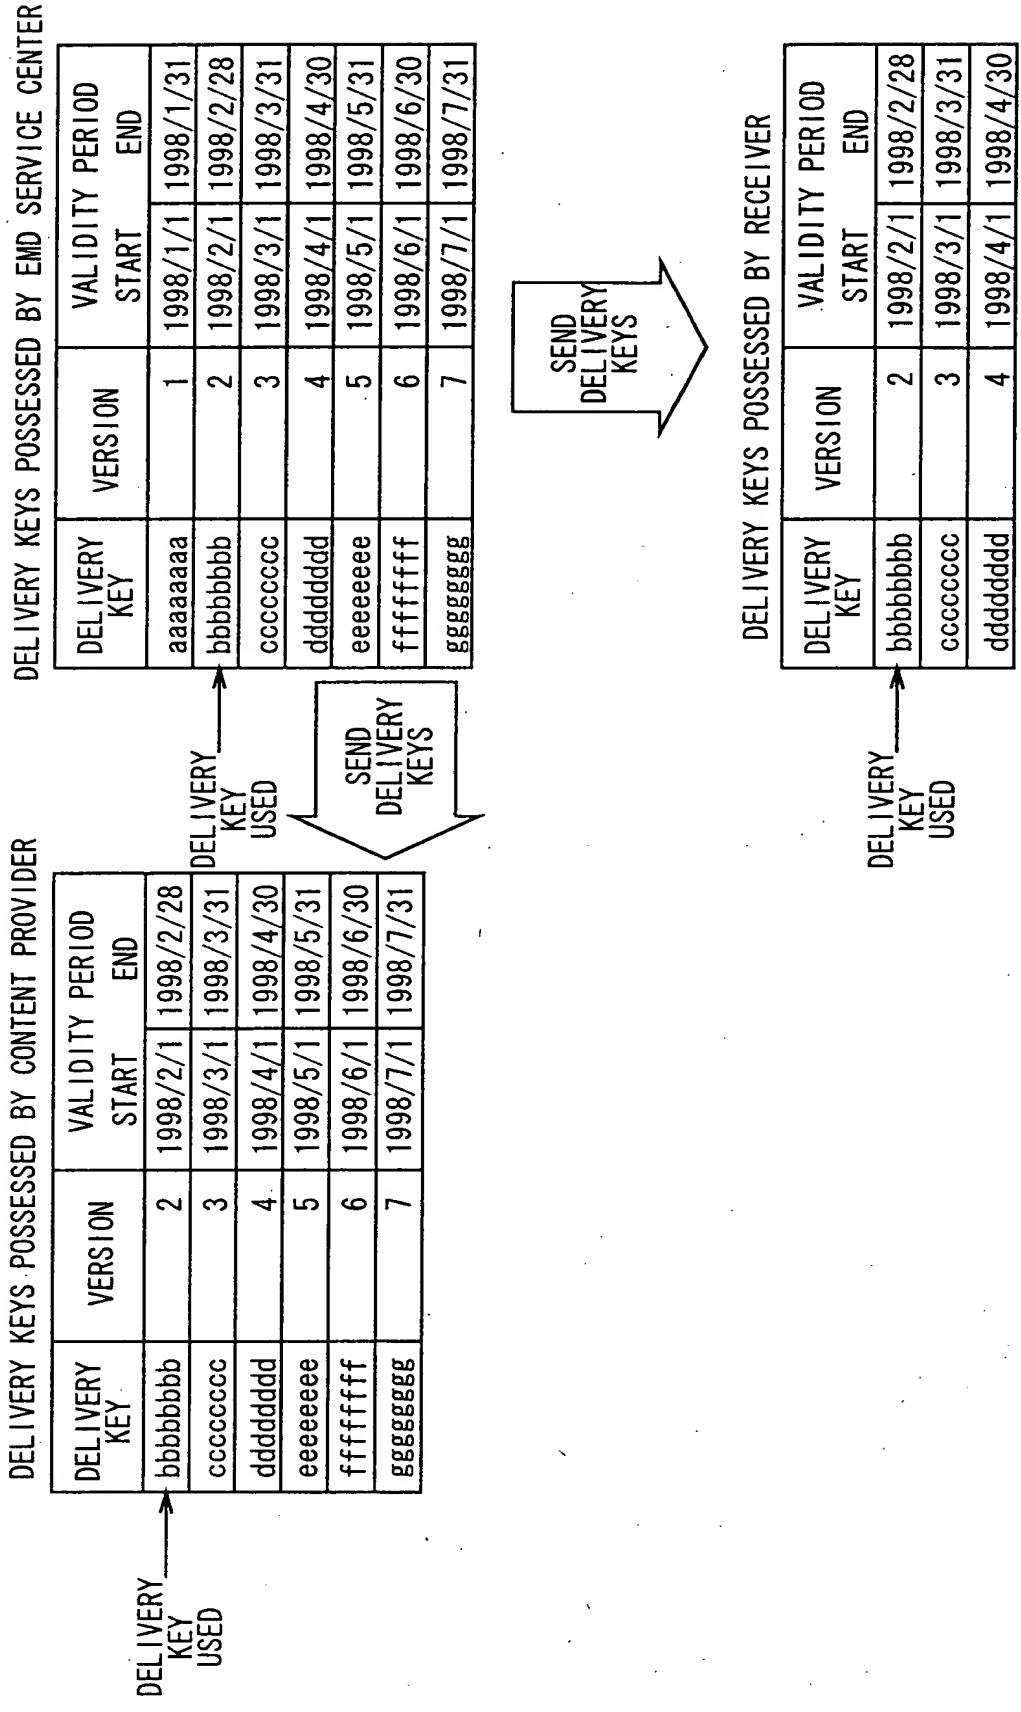 DELIVERY KEYS POSSESSED BY CONTENT PROVIDER
DELIVERY KEY VERSION VALIDITY PERIOD START END
bbbbbbbb 2 1998/2/1 1998/2/28
cccccccc 3 1998/3/1 1998/3/31
dddddddd 4 1998/4/1 1998/4/30
eeeeeeee 5 1998/5/1 1998/5/31
ffffffff 6 1998/6/1 1998/6/30
gggggggg 7 1998/7/1 1998/7/31
DELIVERY
KEY
USED
DELIVERY KEYS POSSESSED BY EMD SERVICE CENTER
DELIVERY KEY VERSION VALIDITY PERIOD START END
aaaaaaaa 1 1998/1/1 1998/1/31
bbbbbbbb 2 1998/2/1 1998/2/28
cccccccc 3 1998/3/1 1998/3/31
dddddddd 4 1998/4/1 1998/4/30
eeeeeeee 5 1998/5/1 1998/5/31
ffffffff 6 1998/6/1 1998/6/30
gggggggg 7 1998/7/1 1998/7/31
DELIVERY
KEY
USED
SEND
DELIVERY
KEYS
SEND
DELIVERY
KEYS
DELIVERY KEYS POSSESSED BY RECEIVER
DELIVERY KEY VERSION VALIDITY PERIOD START END
bbbbbbbb 2 1998/2/1 1998/2/28
cccccccc 3 1998/3/1 1998/3/31
dddddddd 4 1998/4/1 1998/4/30
DELIVERY
KEY
USED